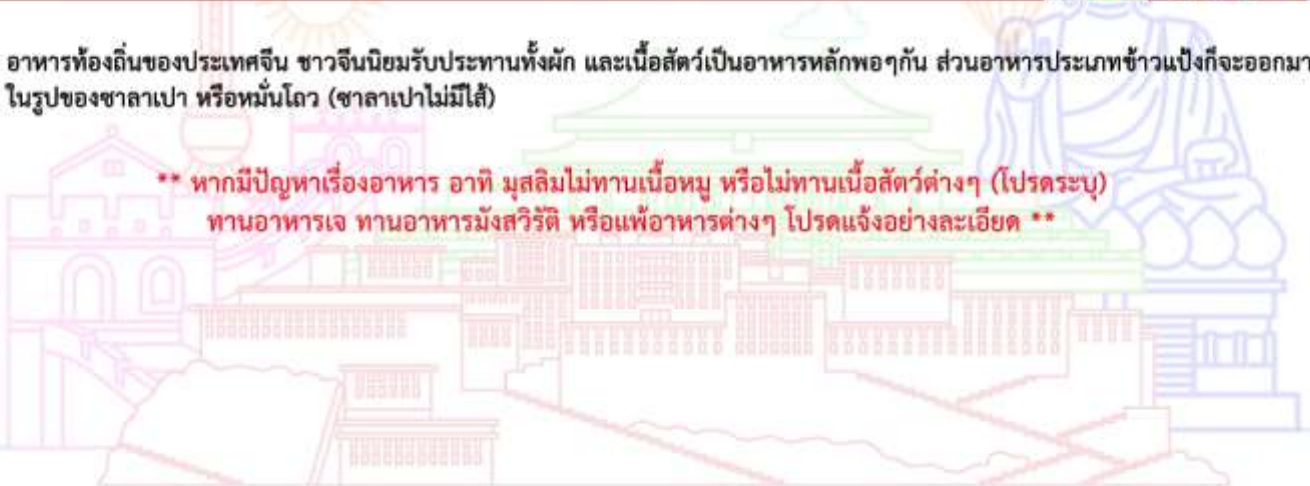 อาหารท้องถิ่นของประเทศจีน ชาวจีนนิยมรับประทานทั้งผัก และเนื้อสัตว์เป็นอาหารหลักพอๆกัน ส่วนอาหารประเภทข้าวแป้งก็จะออกมา
ในรูปของซาลาเปา หรือหมั่นโถว (ซาลาเปาไม่มีไส้)
** หากมีปัญหาเรื่องอาหาร อาทิ มุสลิมไม่ทานเนื้อหมู หรือไม่ทานเนื้อสัตว์ต่างๆ (โปรดระบุ)
ทานอาหารเจ ทานอาหารมังสวิรัติ หรือแพ้อาหารต่างๆ โปรดแจ้งอย่างละเอียด **